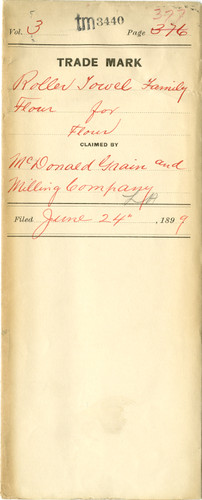 tm3440
377
Vol. 3 Page 376
TRADE MARK
Roller Towel Family
Flour for
Flour
CLAIMED BY
McDonald Grain and
Milling Company
Filed June 24", 1899